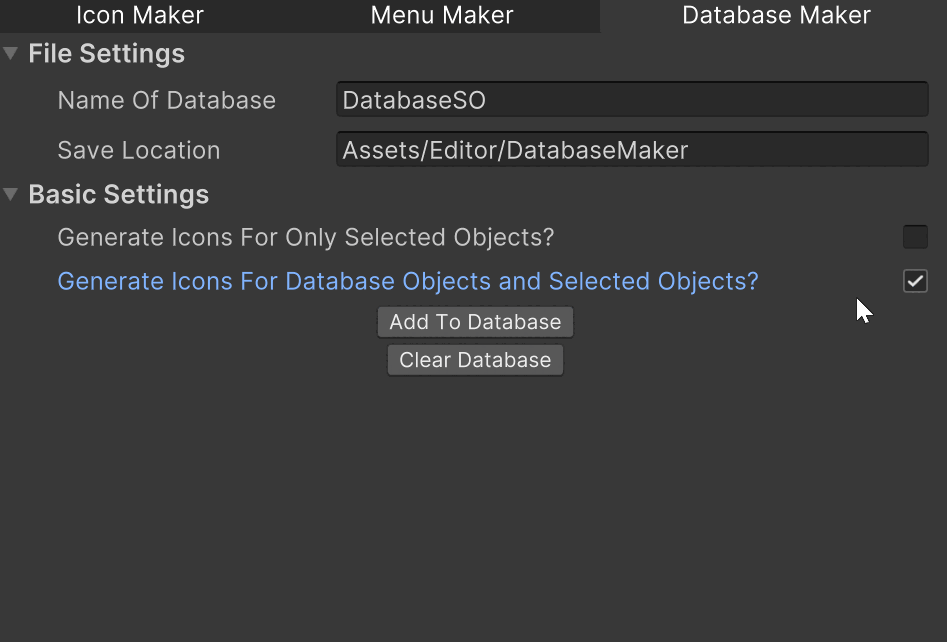 Icon Maker Menu Maker Database Maker
File Settings
Name Of Database DatabaseSO
Save Location Assets/Editor/DatabaseMaker
Basic Settings
Generate Icons For Only Selected Objects?
Generate Icons For Database Objects and Selected Objects?
Add To Database
Clear Database